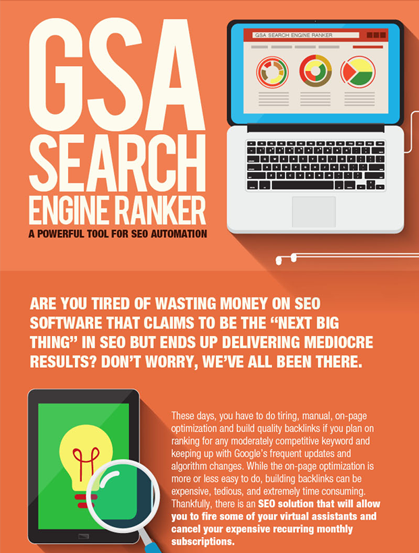 GSA
SEARCH
ENGINE RANKER
A POWERFUL TOOL FOR SEO AUTOMATION
GSA SEARCH ENGINE RANKER
ARE YOU TIRED OF WASTING MONEY ON SEO
SOFTWARE THAT CLAIMS TO BE THE “NEXT BIG
THING” IN SEO BUT ENDS UP DELIVERING MEDIOCRE
RESULTS? DON’T WORRY, WE’VE ALL BEEN THERE.
These days, you have to do tiring, manual, on-page
optimization and build quality backlinks if you plan on
ranking for any moderately competitive keyword and
keeping up with Google’s frequent updates and
algorithm changes. While the on-page optimization is
more or less easy to do, building backlinks can be
expensive, tedious, and extremely time consuming.
Thankfully, there is an SEO solution that will allow
you to fire some of your virtual assistants and
cancel your expensive recurring monthly
subscriptions.